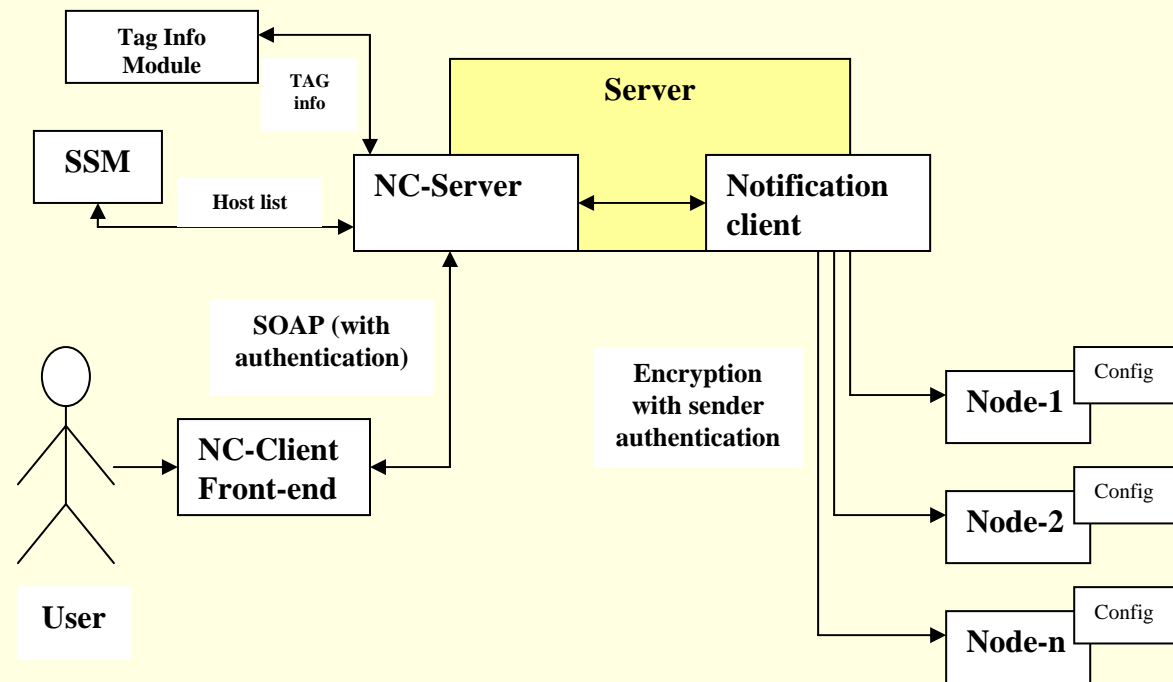 Tag Info
Module
TAG
info
Server
SSM
Host list
NC-Server
Notification
client
SOAP (with
authentication)
Encryption
with sender
authentication
Config
Node-1
NC-Client
Front-end
Config
Node-2
User
Config
Node-n